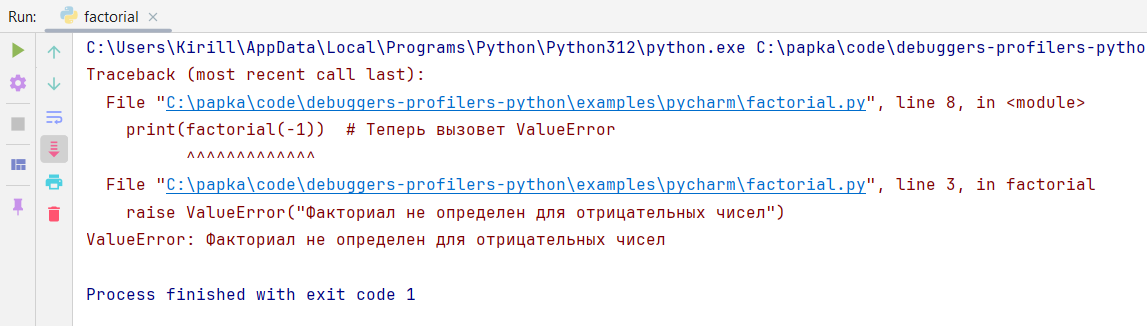 Run: factorial
C:\Users\Kirill\AppData\Local\Programs\Python\Python312\python.exe C:\papka\code\debuggers-profilers-pytho
Traceback (most recent call last):
  File "C:\papka\code\debuggers-profilers-python\examples\pycharm\factorial.py", line 8, in <module>
    print(factorial(-1))  # Теперь вызовет ValueError
          ^^^^^^^^^^^^^
  File "C:\papka\code\debuggers-profilers-python\examples\pycharm\factorial.py", line 3, in factorial
    raise ValueError("Факториал не определен для отрицательных чисел")
ValueError: Факториал не определен для отрицательных чисел
Process finished with exit code 1